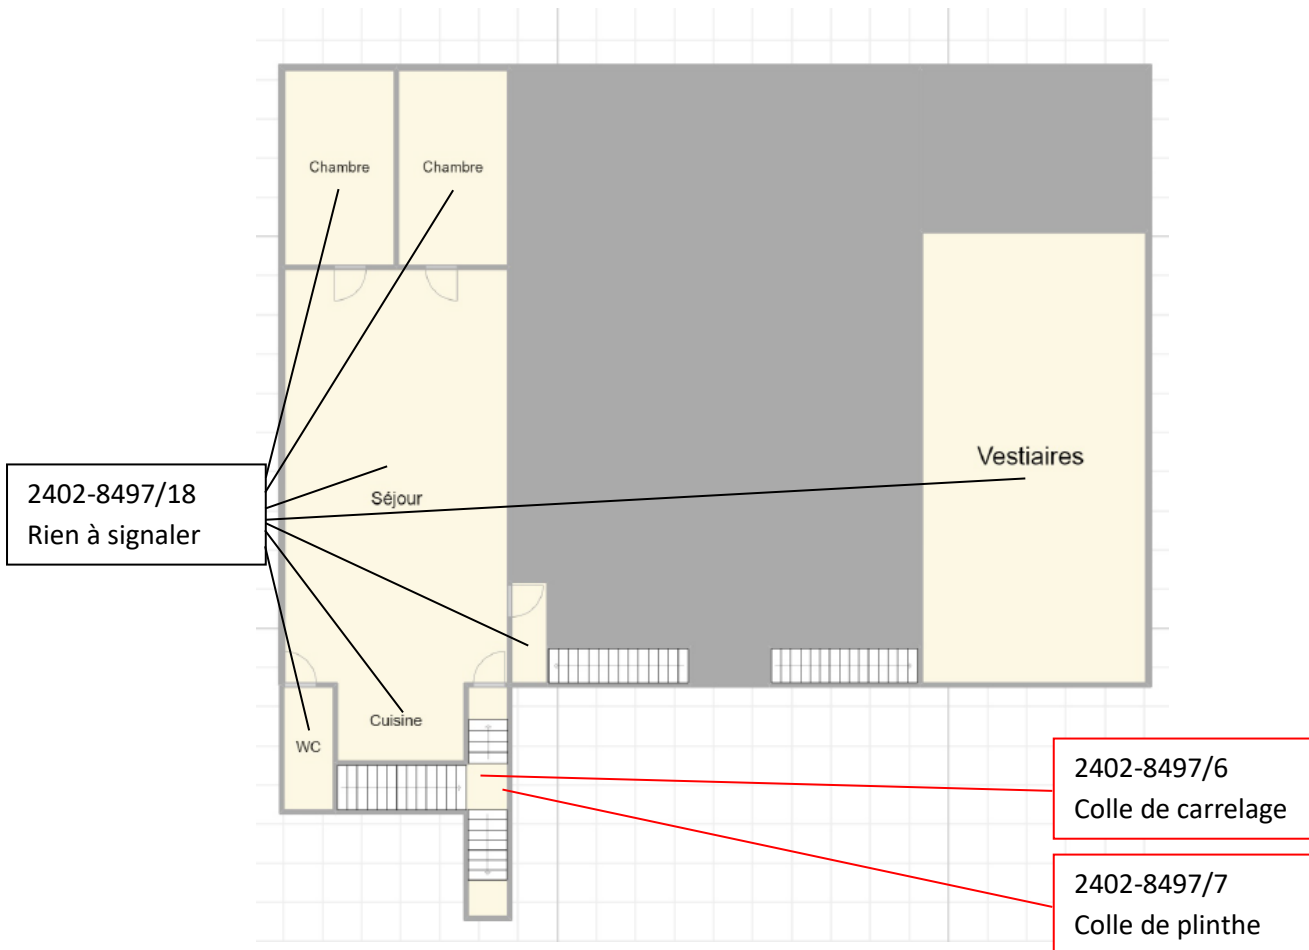 Chambre
Chambre
Vestiaires
2402-8497/18
Rien à signaler
Séjour
Cuisine
WC
2402-8497/6
Colle de carrelage
2402-8497/7
Colle de plinthe